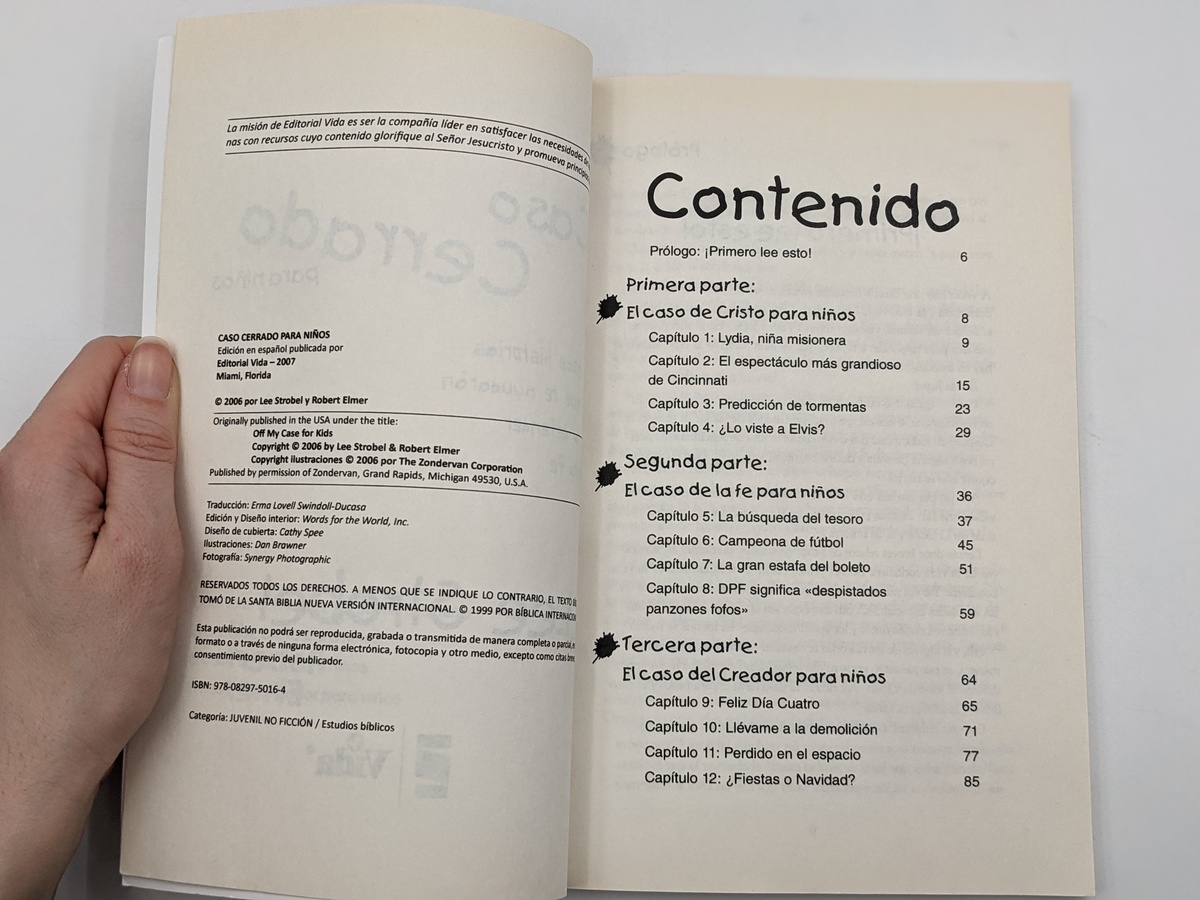 La misión de Editorial Vida es ser la compañía líder en satisfacer las necesidades de
nas con recursos cuyo contenido glorifique al Señor Jesucristo y promueva principios
CASO CERRADO PARA NIÑOS
Edición en español publicada por
Editorial Vida – 2007
Miami, Florida
© 2006 por Lee Strobel y Robert Elmer
Originally published in the USA under the title:
Off My Case for Kids
Copyright © 2006 by Lee Strobel & Robert Elmer
Copyright ilustraciones © 2006 por The Zondervan Corporation
Published by permission of Zondervan, Grand Rapids, Michigan 49530, U.S.A.
Traducción: Erma Lovell Swindoll-Ducasa
Edición y Diseño interior: Words for the World, Inc.
Diseño de cubierta: Cathy Spee
Ilustraciones: Dan Brawner
Fotografía: Synergy Photographic
RESERVADOS TODOS LOS DERECHOS. A MENOS QUE SE INDIQUE LO CONTRARIO, EL TEXTO
TOMÓ DE LA SANTA BIBLIA NUEVA VERSIÓN INTERNACIONAL. © 1999 POR BÍBLICA
Esta publicación no podrá ser reproducida, grabada o transmitida de manera completa o parcial,
formato o a través de ninguna forma electrónica, fotocopia y otro medio, excepto como citas
consentimiento previo del publicador.
ISBN: 978-08297-5016-4
Categoría: JUVENIL NO FICCIÓN / Estudios bíblicos
Contenido
Prólogo: ¡Primero lee esto! 6
Primera parte:
El caso de Cristo para niños 8
Capítulo 1: Lydia, niña misionera 9
Capítulo 2: El espectáculo más grandioso
de Cincinnati 15
Capítulo 3: Predicción de tormentas 23
Capítulo 4: ¿Lo viste a Elvis? 29
Segunda parte:
El caso de la fe para niños 36
Capítulo 5: La búsqueda del tesoro 37
Capítulo 6: Campeona de fútbol 45
Capítulo 7: La gran estafa del boleto 51
Capítulo 8: DPF significa «despistados
panzones fofos» 59
Tercera parte:
El caso del Creador para niños 64
Capítulo 9: Feliz Día Cuatro 65
Capítulo 10: Llévame a la demolición 71
Capítulo 11: Perdido en el espacio 77
Capítulo 12: ¿Fiestas o Navidad? 85